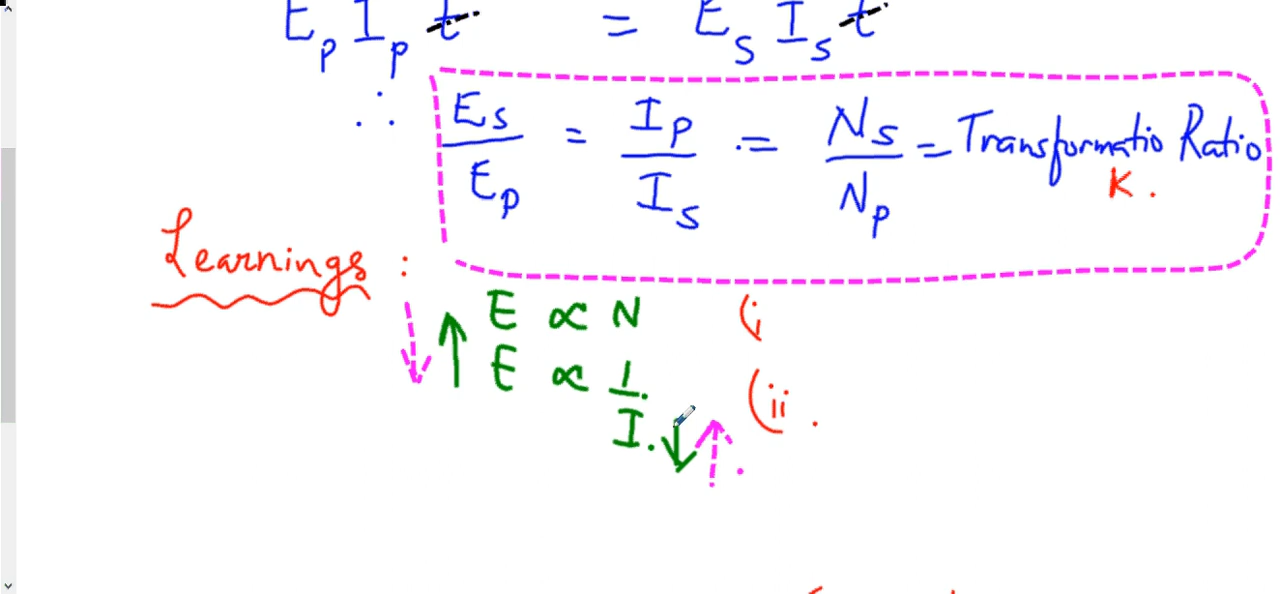 Ep Ip t = Es Is t
∴ Es/Ep = Ip/Is = Ns/Np = Transformatio Ratio
K.
Learnings :
E ∝ N (i
E ∝ 1/I. (ii .